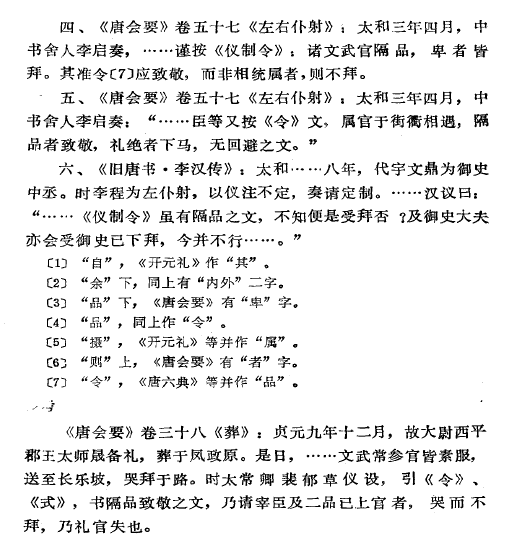 四、《唐会要》卷五十七《左右仆射》：太和三年四月，中
书舍人李启奏，……谨按《仪制令》：诸文武官隔品，卑者皆
拜。其准令〔7〕应致敬，而非相统属者，则不拜。
五、《唐会要》卷五十七《左右仆射》：太和三年四月，中
书舍人李启奏：“……臣等又按《令》文，属官于街衢相遇，隔
品者致敬，礼绝者下马，无回避之文。”
六、《旧唐书·李汉传》：太和……八年，代宇文鼎为御史
中丞。时李程为左仆射，以仪注不定，奏请定制。……汉议曰：
“……《仪制令》虽有隔品之文，不知便是受拜否？及御史大夫
亦会受御史已下拜，今并不行……。”
〔1〕“自”，《开元礼》作“其”。
〔2〕“余”下，同上有“内外”二字。
〔3〕“品”下，《唐会要》有“卑”字。
〔4〕“品”，同上作“令”。
〔5〕“摄”，《开元礼》等并作“属”。
〔6〕“则”上，《唐会要》有“者”字。
〔7〕“令”，《唐六典》等并作“品”。
《唐会要》卷三十八《葬》：贞元九年十二月，故大尉西平
郡王太师晟备礼，葬于凤政原。是日，……文武常参官皆素服，
送至长乐坡，哭拜于路。时太常卿裴郁草仪设，引《令》、
《式》，书隔品致敬之文，乃请宰臣及二品已上官者，哭而不
拜，乃礼官失也。